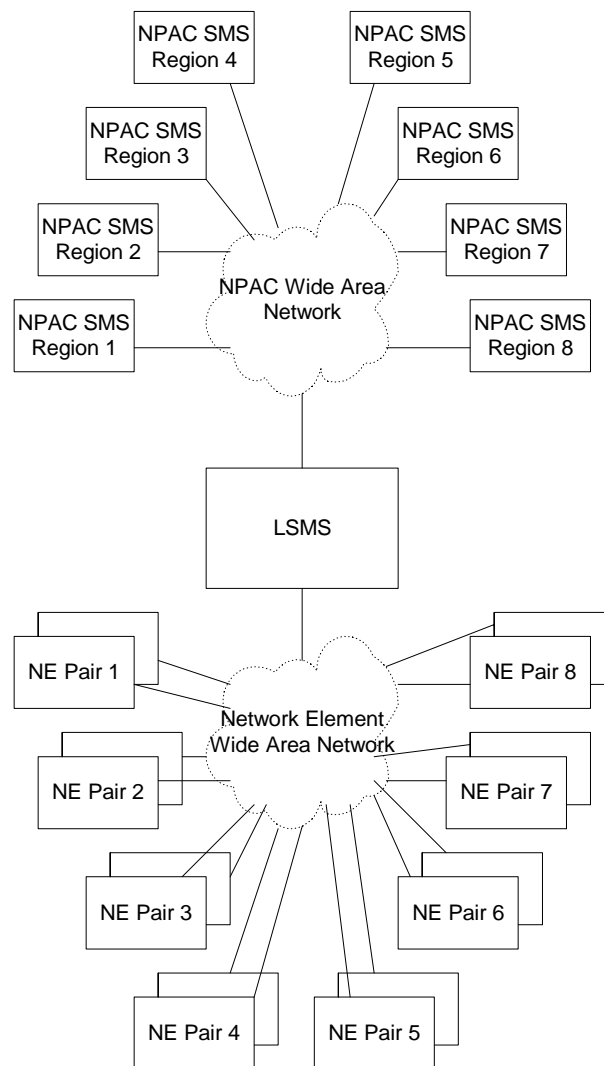 NPAC SMS
Region 4
NPAC SMS
Region 5
NPAC SMS
Region 3
NPAC SMS
Region 6
NPAC SMS
Region 2
NPAC SMS
Region 7
NPAC SMS
Region 1
NPAC SMS
Region 8
NPAC Wide Area
Network
LSMS
NE Pair 1
NE Pair 8
Network Element
Wide Area Network
NE Pair 2
NE Pair 7
NE Pair 3
NE Pair 6
NE Pair 4
NE Pair 5